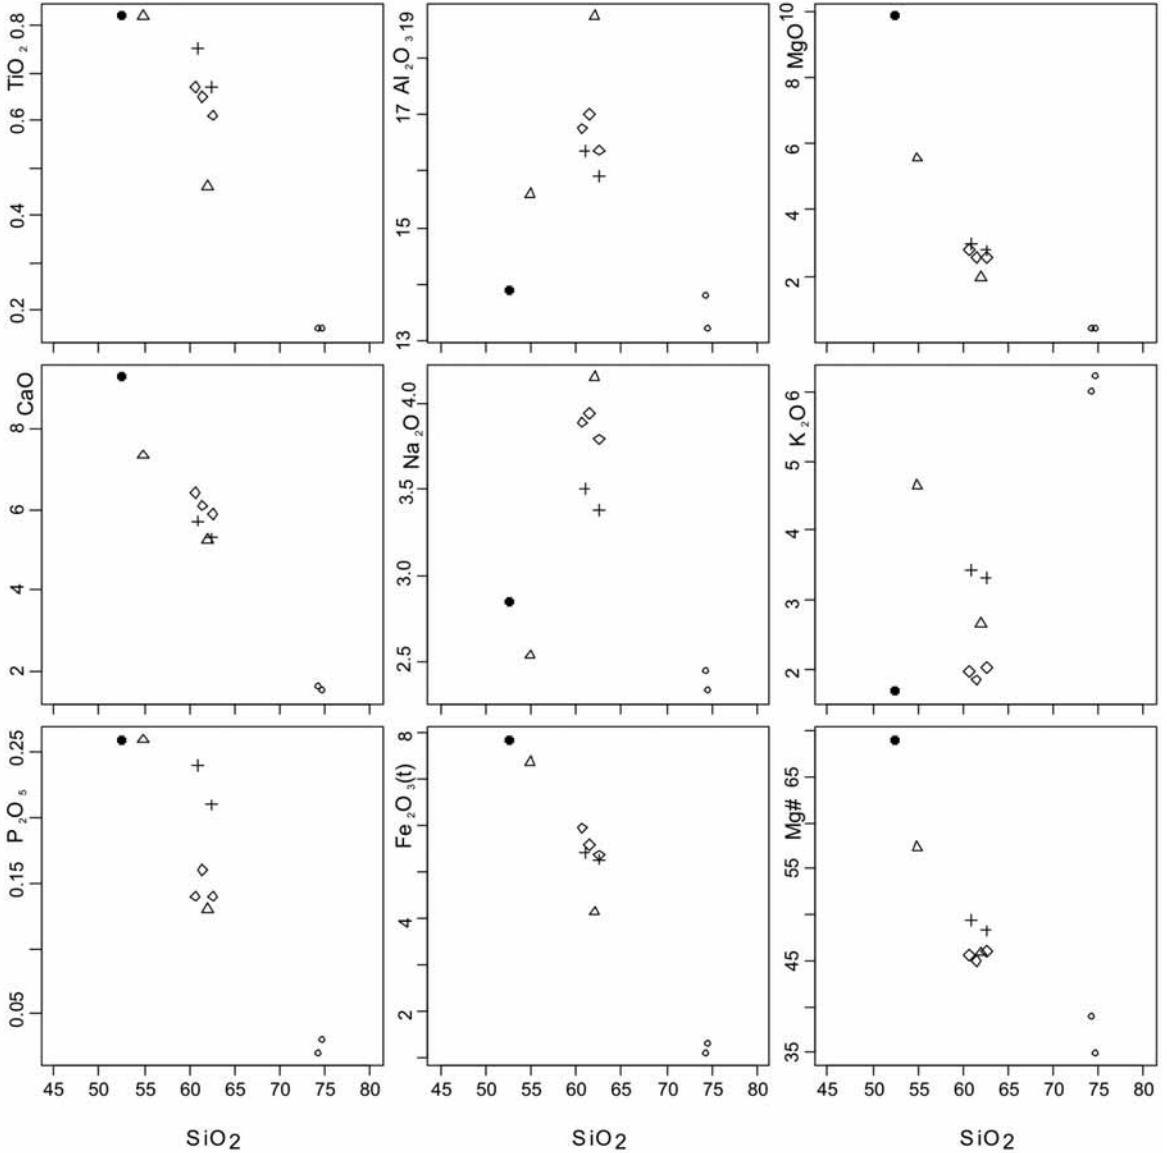 TiO2 0.8 0.6 0.4 0.2
Al2O3 19 17 15 13
MgO 10 8 6 4 2
CaO 8 6 4 2
Na2O 4.0 3.5 3.0 2.5
K2O 6 5 4 3 2
P2O5 0.25 0.15 0.05
Fe2O3(t) 8 4 2
Mg# 65 55 45 35
45 50 55 60 65 70 75 80
45 50 55 60 65 70 75 80
45 50 55 60 65 70 75 80
SiO2
SiO2
SiO2